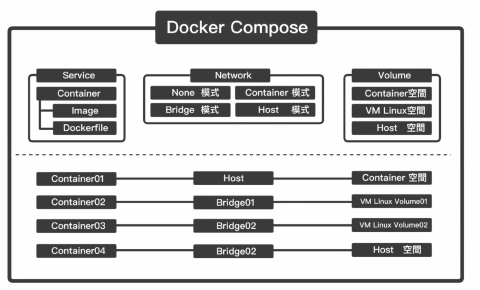 Docker Compose
Service
Container
Image
Dockerfile
Network
None 模式
Container 模式
Bridge 模式
Host 模式
Volume
Container空間
VM Linux空間
Host 空間
Container01
Host
Container 空間
Container02
Bridge01
VM Linux Volume01
Container03
Bridge02
VM Linux Volume02
Container04
Bridge02
Host 空間